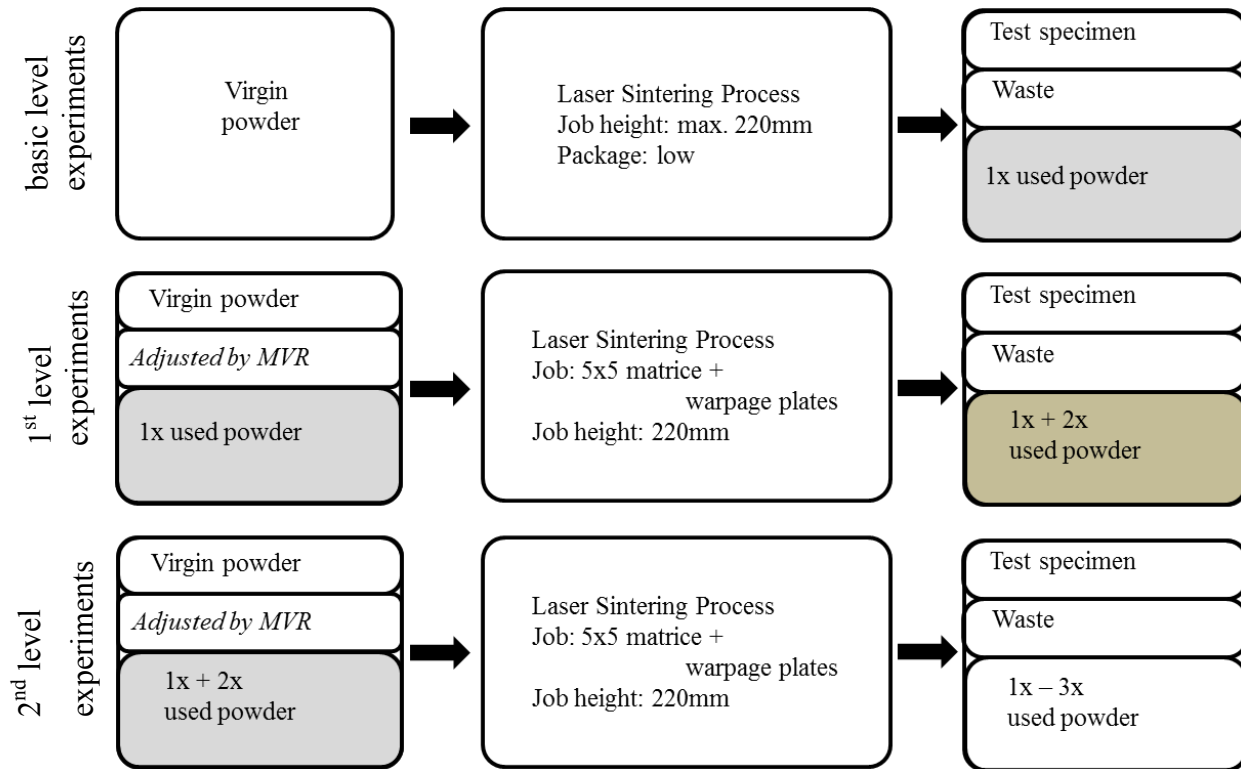 basic level
experiments
Virgin
powder
Laser Sintering Process
Job height: max. 220mm
Package: low
Test specimen
Waste
1x used powder
1st level
experiments
Virgin powder
Adjusted by MVR
1x used powder
Laser Sintering Process
Job: 5x5 matrice +
warpage plates
Job height: 220mm
Test specimen
Waste
1x + 2x
used powder
2nd level
experiments
Virgin powder
Adjusted by MVR
1x + 2x
used powder
Laser Sintering Process
Job: 5x5 matrice +
warpage plates
Job height: 220mm
Test specimen
Waste
1x – 3x
used powder